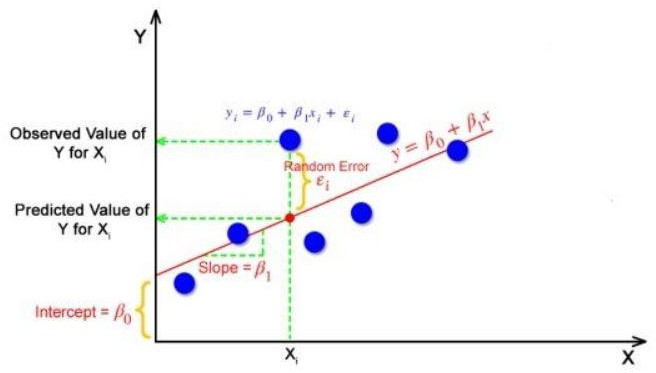 Y
yᵢ = β₀ + β₁xᵢ + εᵢ
y = β₀ + β₁x
Observed Value of
Y for Xᵢ
Random Error
εᵢ
Predicted Value of
Y for Xᵢ
Slope = β₁
Intercept = β₀
Xᵢ
X